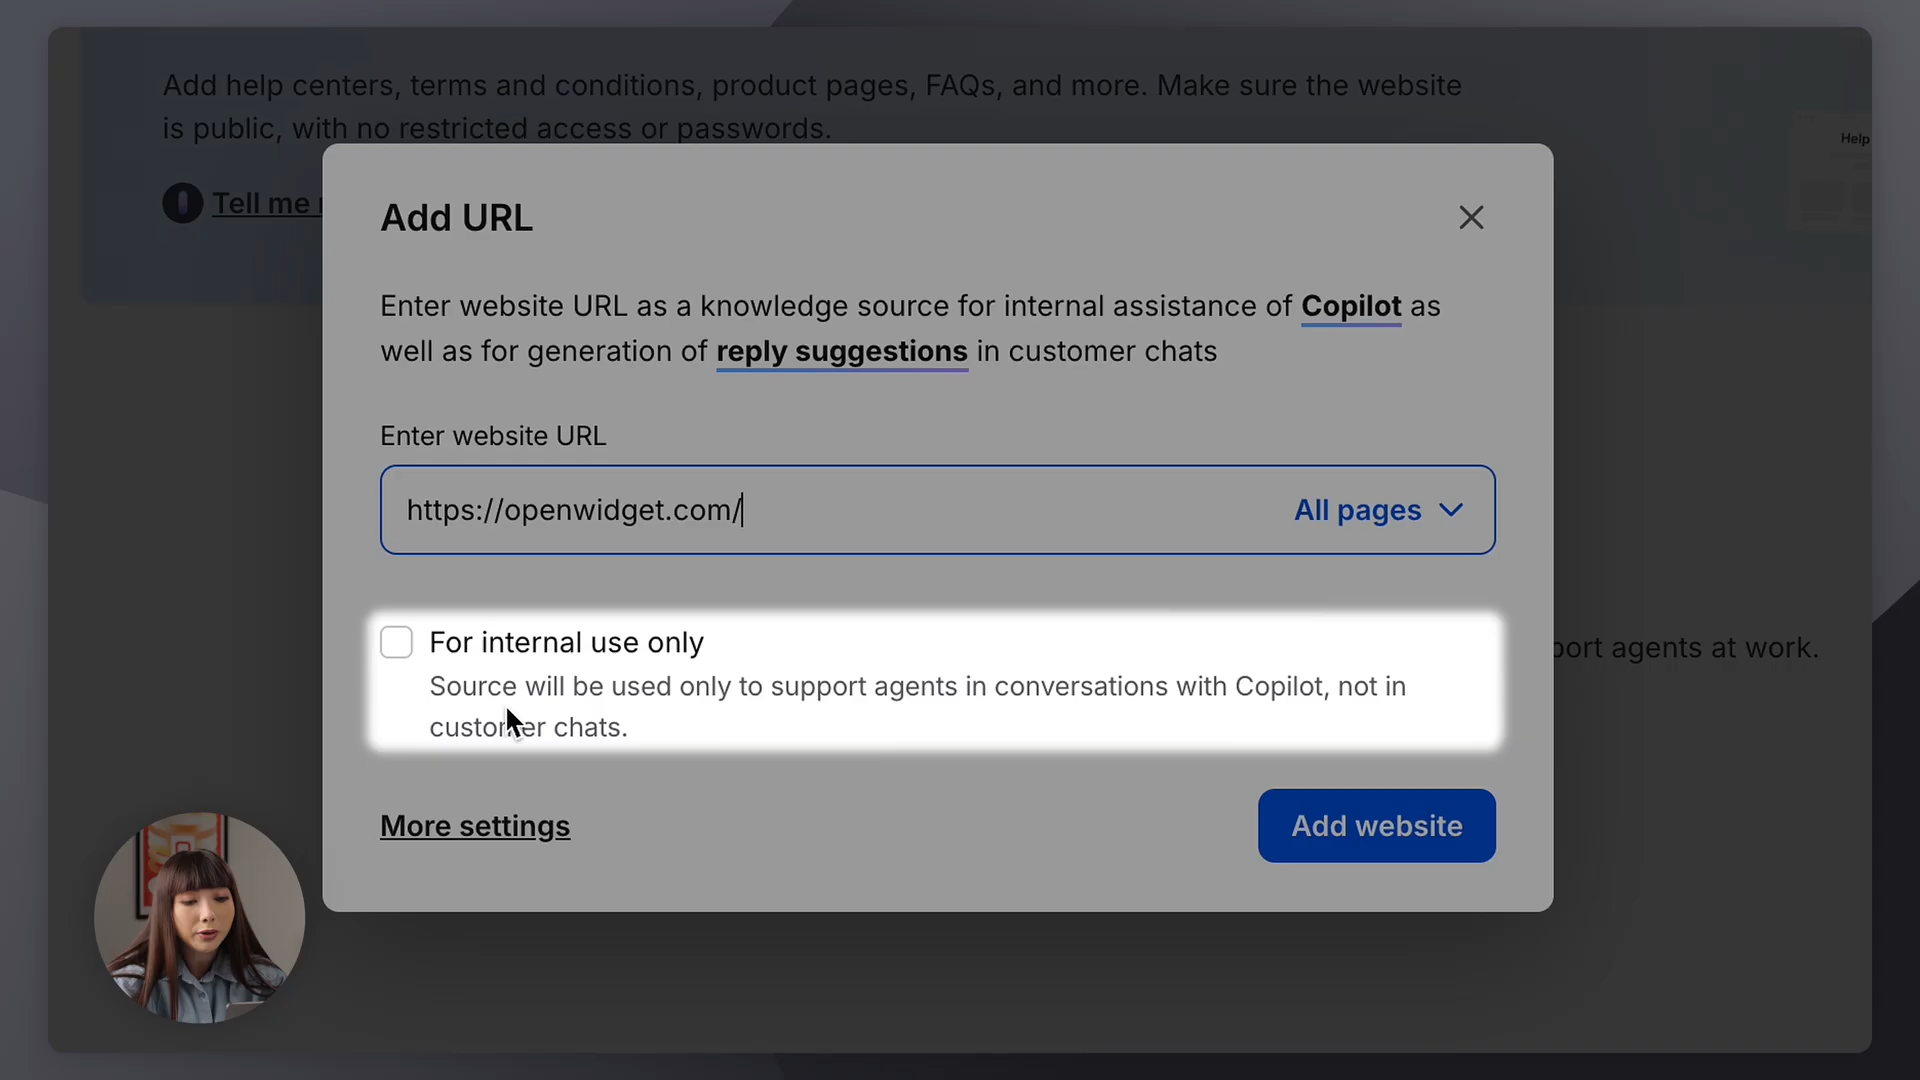 Add help centers, terms and conditions, product pages, FAQs, and more. Make sure the website
is public, with no restricted access or passwords.
Help
Tell me
Add URL
Enter website URL as a knowledge source for internal assistance of Copilot as
well as for generation of reply suggestions in customer chats
Enter website URL
https://openwidget.com/
All pages
For internal use only
Source will be used only to support agents in conversations with Copilot, not in
customer chats.
port agents at work.
More settings
Add website